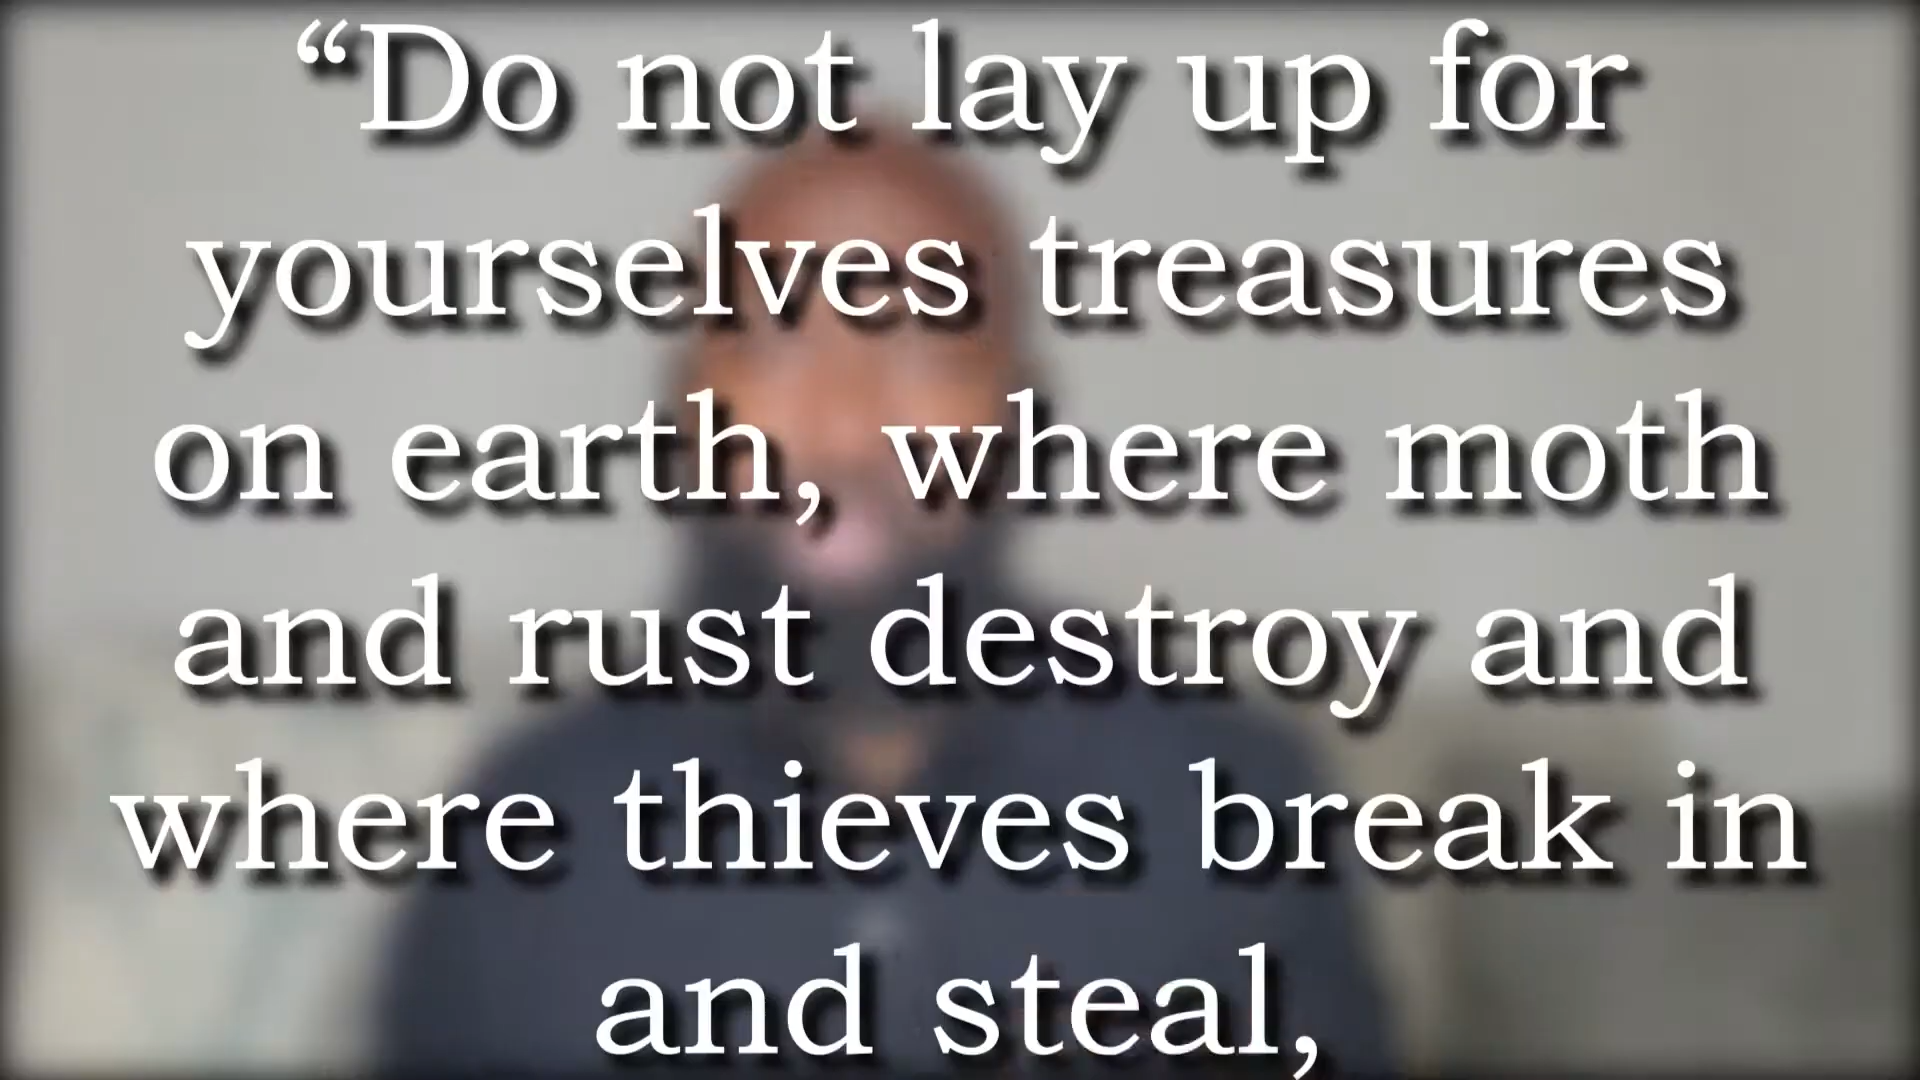 “Do not lay up for
yourselves treasures
on earth, where moth
and rust destroy and
where thieves break in
and steal,